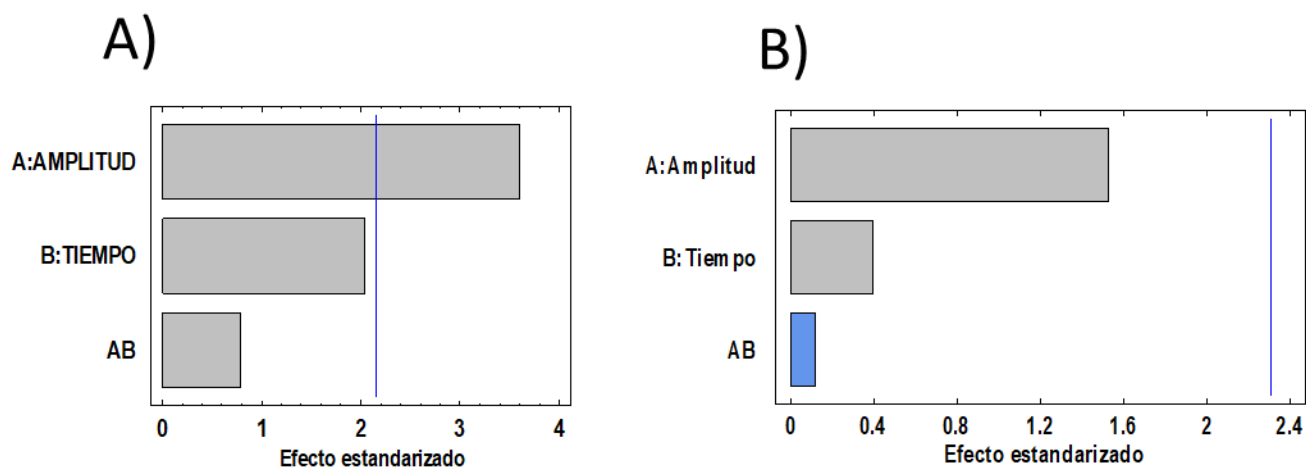 A)
A:AMPLITUD
B:TIEMPO
AB
0 1 2 3 4
Efecto estandarizado
B)
A:Amplitud
B:Tiempo
AB
0 0.4 0.8 1.2 1.6 2 2.4
Efecto estandarizado